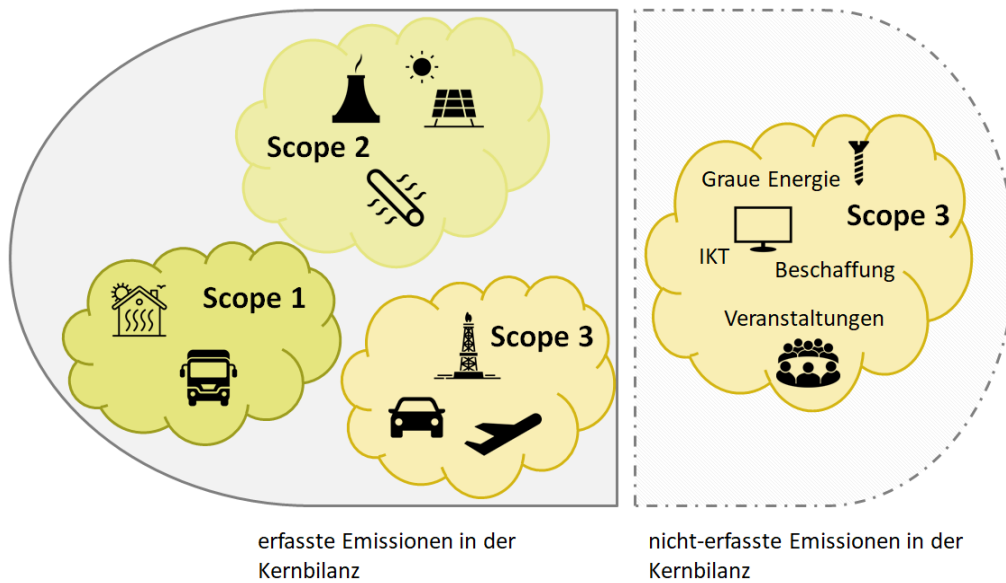 Scope 2
Scope 1
Scope 3
Graue Energie
Scope 3
IKT
Beschaffung
Veranstaltungen
erfasste Emissionen in der
Kernbilanz
nicht-erfasste Emissionen in der
Kernbilanz